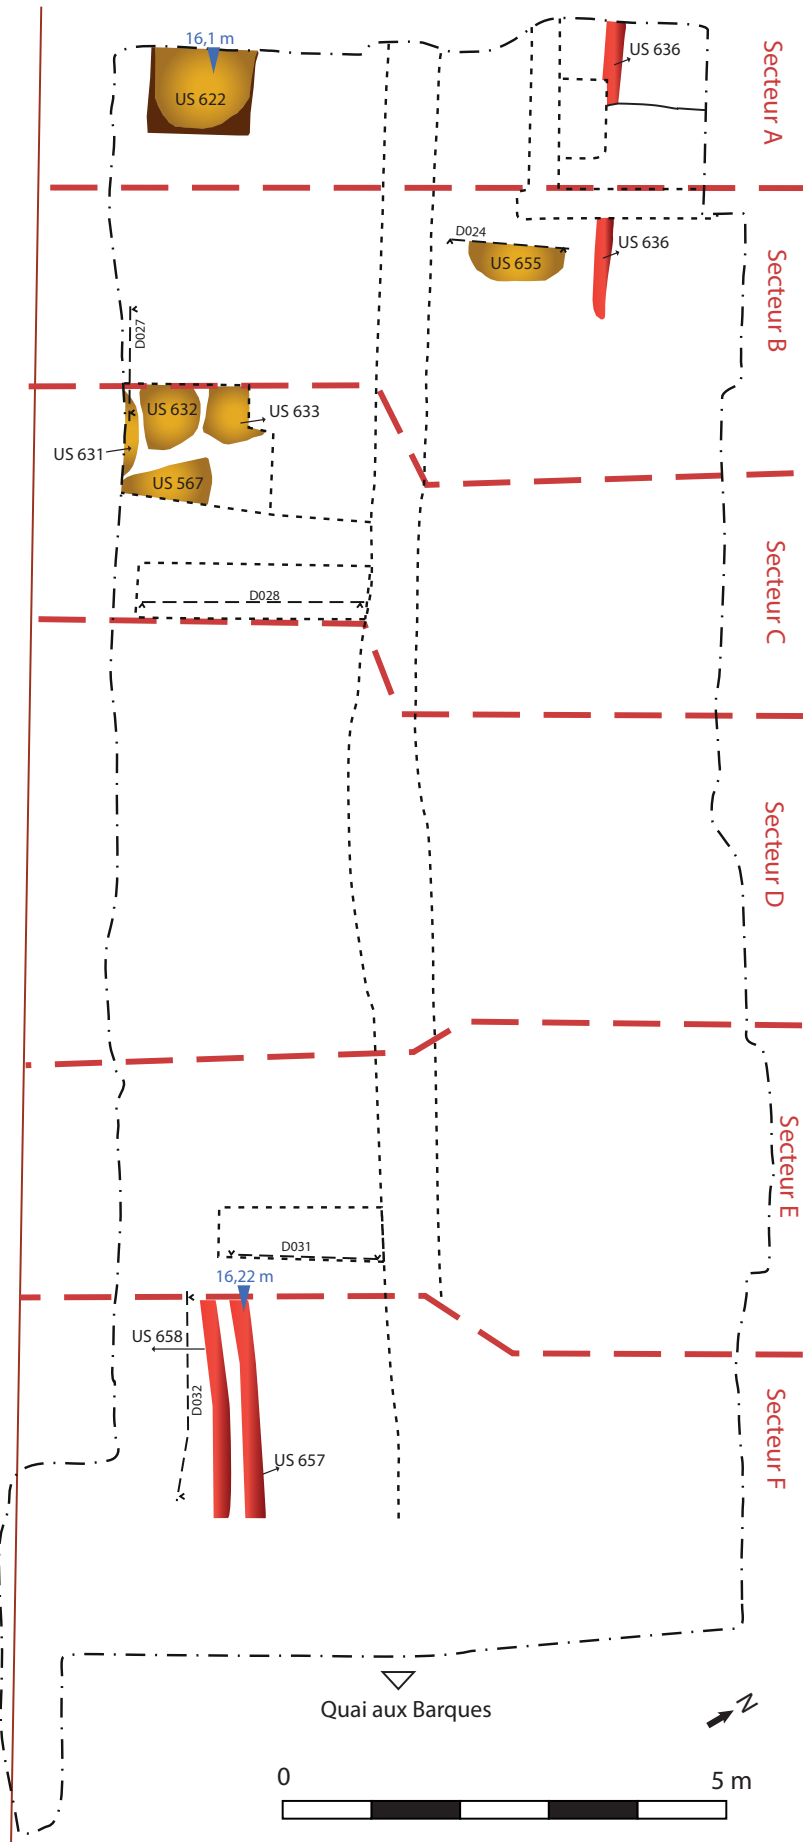 16,1 m
US 636
US 622
Secteur A
D024
US 636
US 655
Secteur B
D027
US 632
US 633
US 631
US 567
Secteur C
D028
Secteur D
Secteur E
D031
16,22 m
US 658
D032
Secteur F
US 657
Quai aux Barques
N
0
5 m